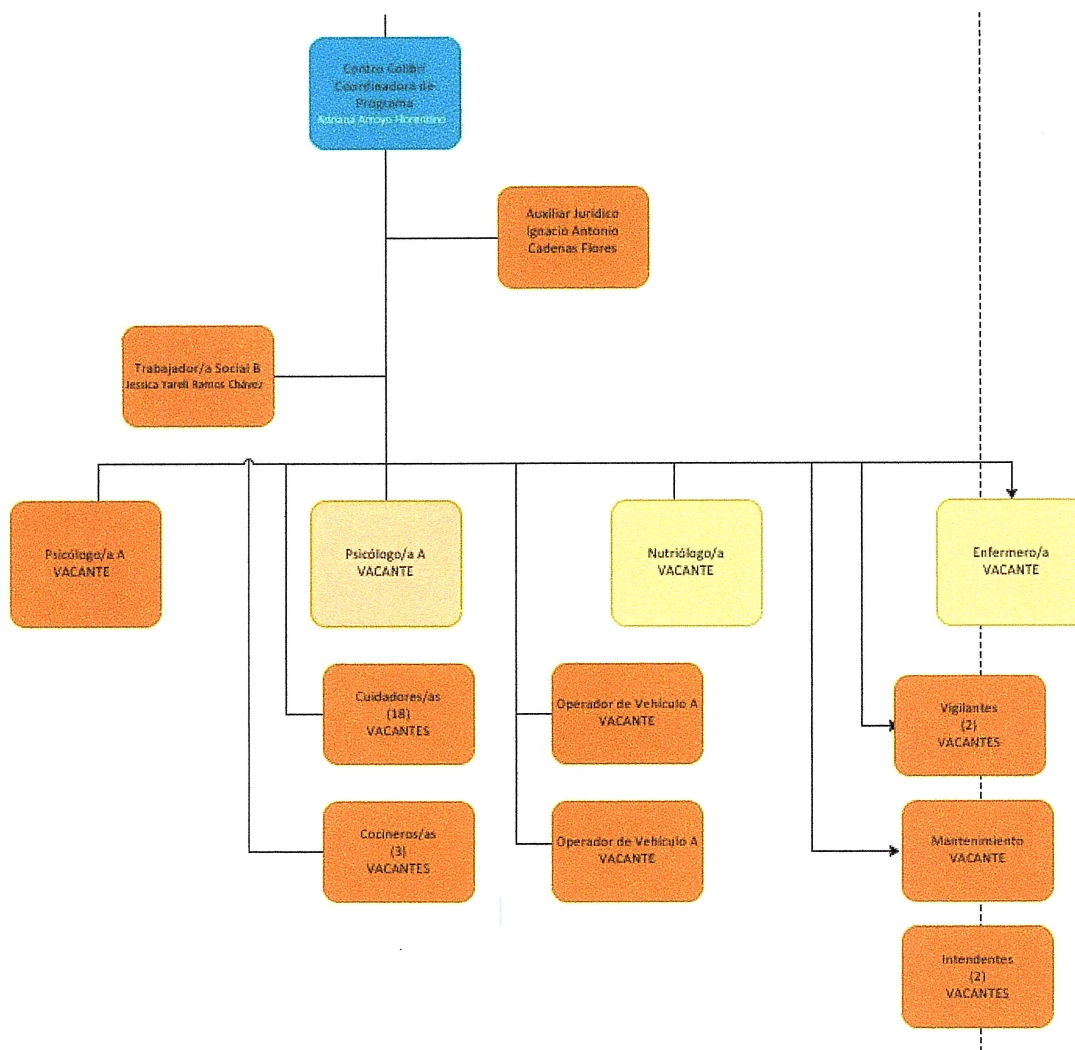 Centro Colibrí
Coordinadora de
Programa
Adriana Arroyo Florentino
Auxiliar Jurídico
Ignacio Antonio
Cadenas Flores
Trabajador/a Social B
Jessica Yareli Ramos Chávez
Psicólogo/a A
VACANTE
Psicólogo/a A
VACANTE
Nutriólogo/a
VACANTE
Enfermero/a
VACANTE
Cuidadores/as
(18)
VACANTES
Operador de Vehículo A
VACANTE
Vigilantes
(2)
VACANTES
Cocineros/as
(3)
VACANTES
Operador de Vehículo A
VACANTE
Mantenimiento
VACANTE
Intendentes
(2)
VACANTES